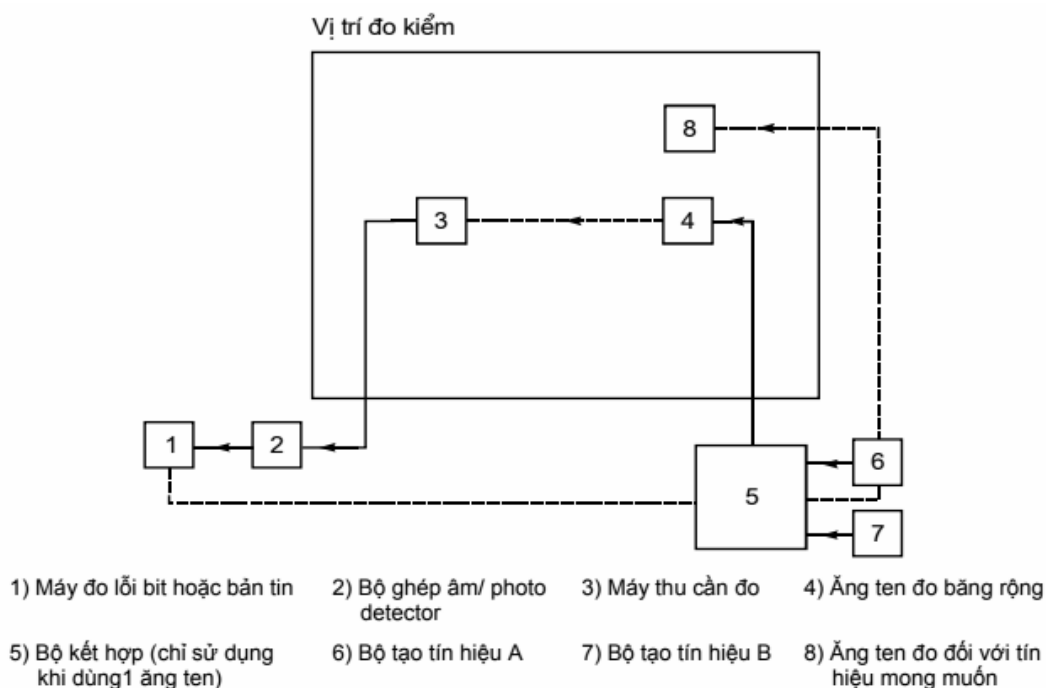 Vị trí đo kiểm
8
3
4
1
2
6
5
7
1) Máy đo lỗi bit hoặc bản tin
2) Bộ ghép âm/ photo
detector
3) Máy thu cần đo
4) Ăng ten đo băng rộng
5) Bộ kết hợp (chỉ sử dụng
khi dùng1 ăng ten)
6) Bộ tạo tín hiệu A
7) Bộ tạo tín hiệu B
8) Ăng ten đo đối với tín
hiệu mong muốn